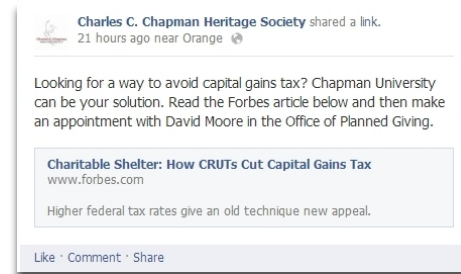 Charles C. Chapman Heritage Society shared a link.
21 hours ago near Orange
Looking for a way to avoid capital gains tax? Chapman University
can be your solution. Read the Forbes article below and then make
an appointment with David Moore in the Office of Planned Giving.
Charitable Shelter: How CRUTs Cut Capital Gains Tax
www.forbes.com
Higher federal tax rates give an old technique new appeal.
Like · Comment · Share